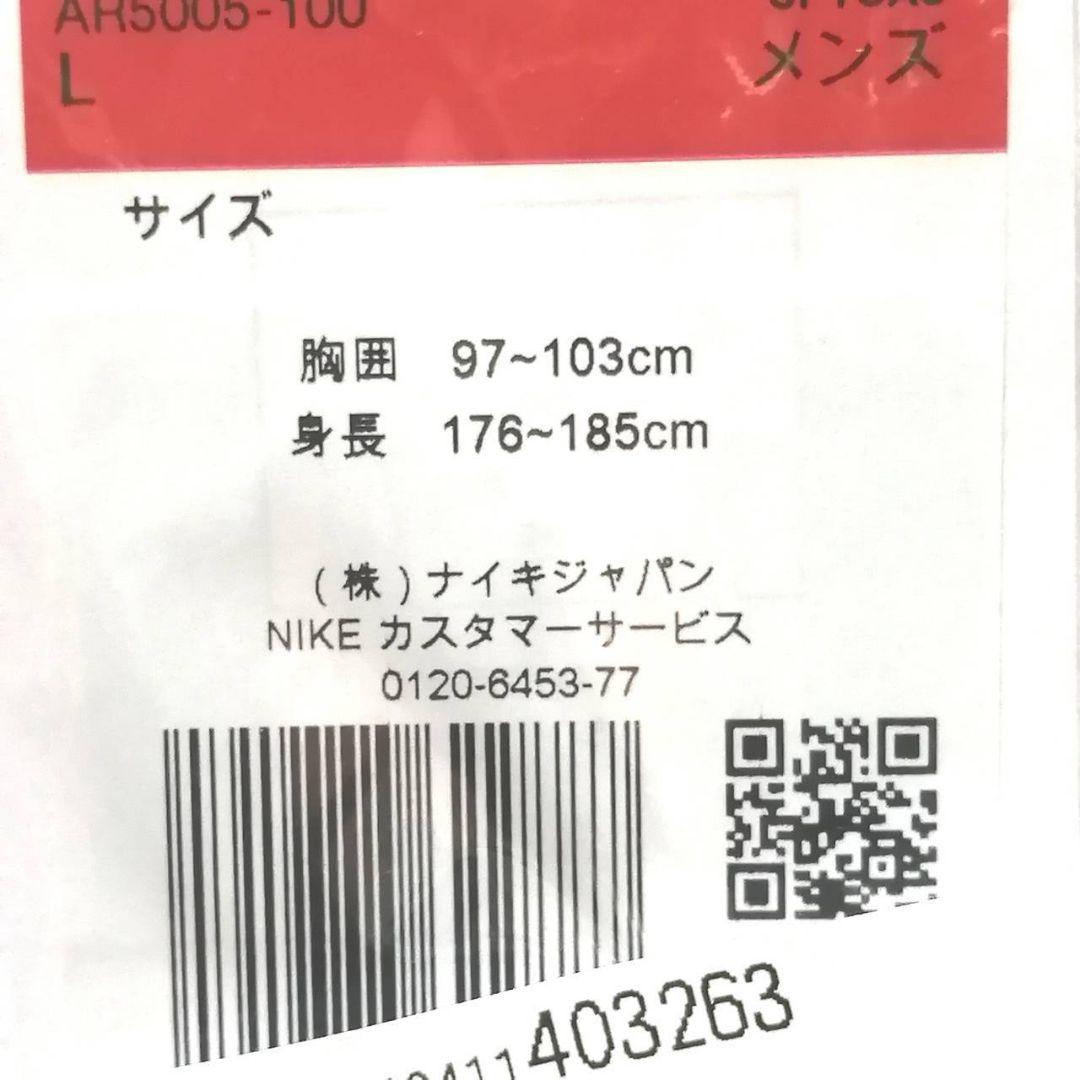 AR5005-100
L
メンズ
サイズ
胸囲 97~103cm
身長 176~185cm
(株)ナイキジャパン
NIKE カスタマーサービス
0120-6453-77
403263